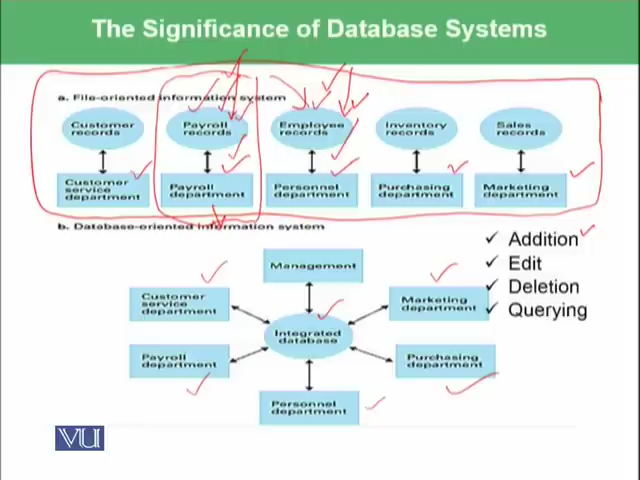 The Significance of Database Systems
a. File-oriented information system
Customer records
Payroll records
Employee records
Inventory records
Sales records
Customer service department
Payroll department
Personnel department
Purchasing department
Marketing department
b. Database-oriented information system
✓ Addition
✓ Edit
✓ Deletion
✓ Querying
Management
Customer service department
Marketing department
Integrated database
Payroll department
Purchasing department
Personnel department
VU